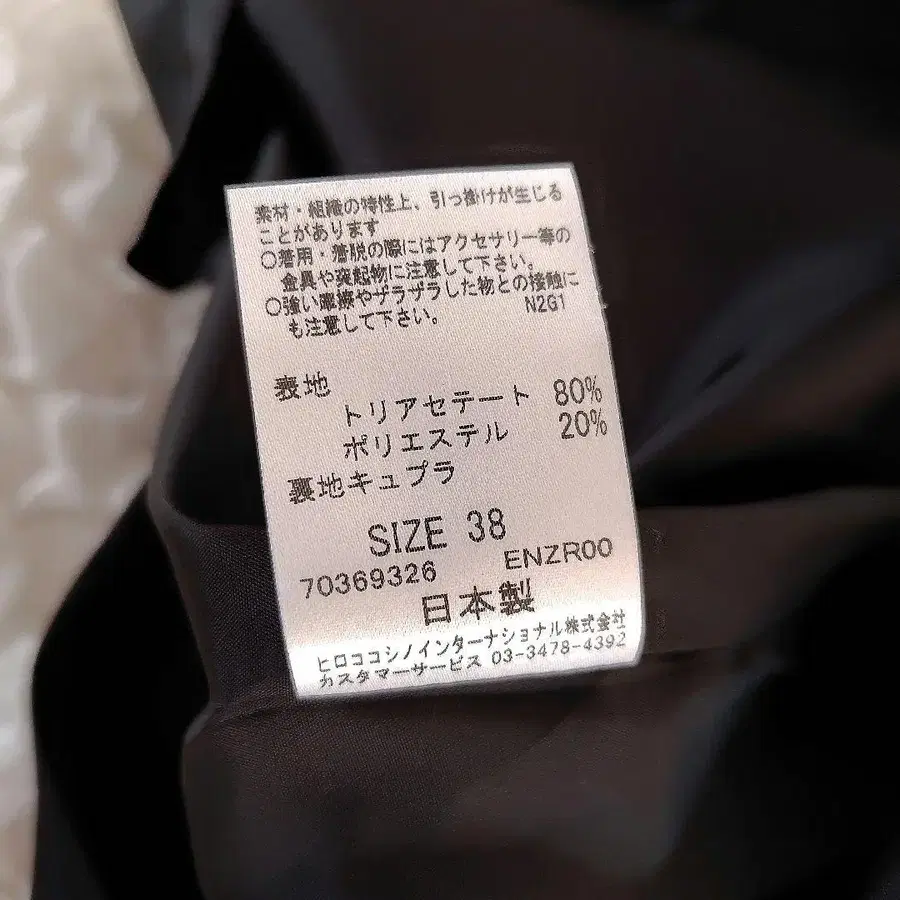 素材・組織の特性上、引っ掛けが生じる
ことがあります
○着用・着脱の際にはアクセサリー等の
金具や突起物に注意して下さい。
○強い摩擦やザラザラした物との接触に
も注意して下さい。 N2G1
表地
トリアセテート 80%
ポリエステル 20%
裏地キュプラ
SIZE 38
70369326 ENZR00
日本製
ヒロココシノインターナショナル株式会社
カスタマーサービス 03-3478-4392